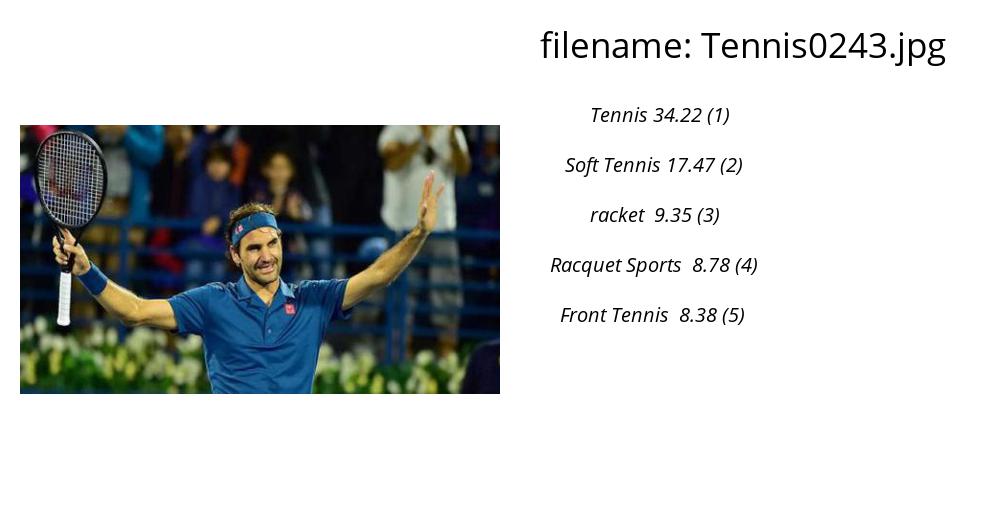 filename: Tennis0243.jpg
Tennis 34.22 (1)
Soft Tennis 17.47 (2)
racket 9.35 (3)
Racquet Sports 8.78 (4)
Front Tennis 8.38 (5)